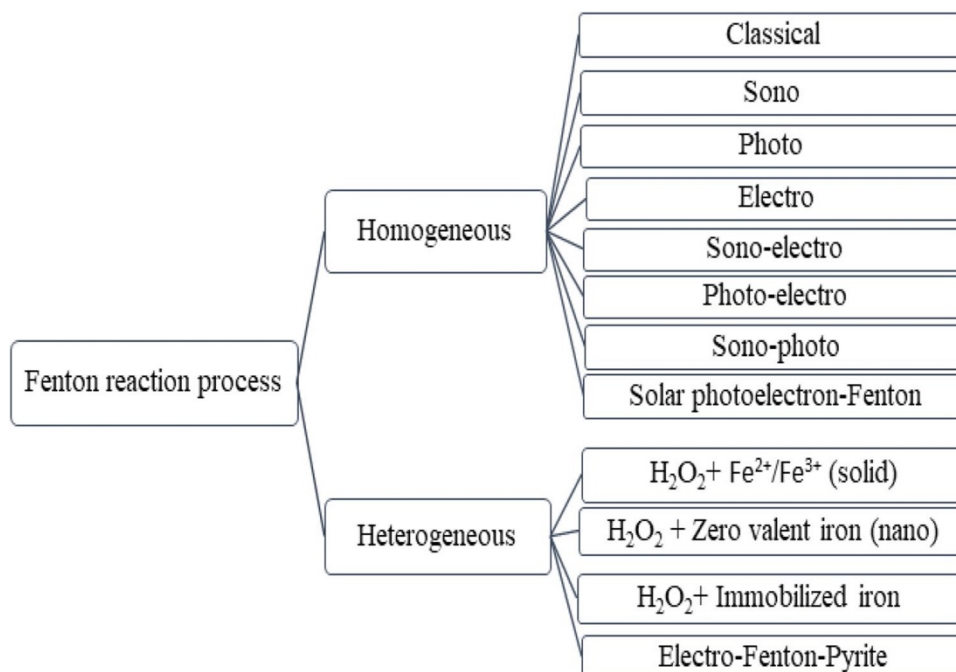 Fenton reaction process
Homogeneous
Classical
Sono
Photo
Electro
Sono-electro
Photo-electro
Sono-photo
Solar photoelectron-Fenton
Heterogeneous
H₂O₂+ Fe²⁺/Fe³⁺ (solid)
H₂O₂ + Zero valent iron (nano)
H₂O₂+ Immobilized iron
Electro-Fenton-Pyrite